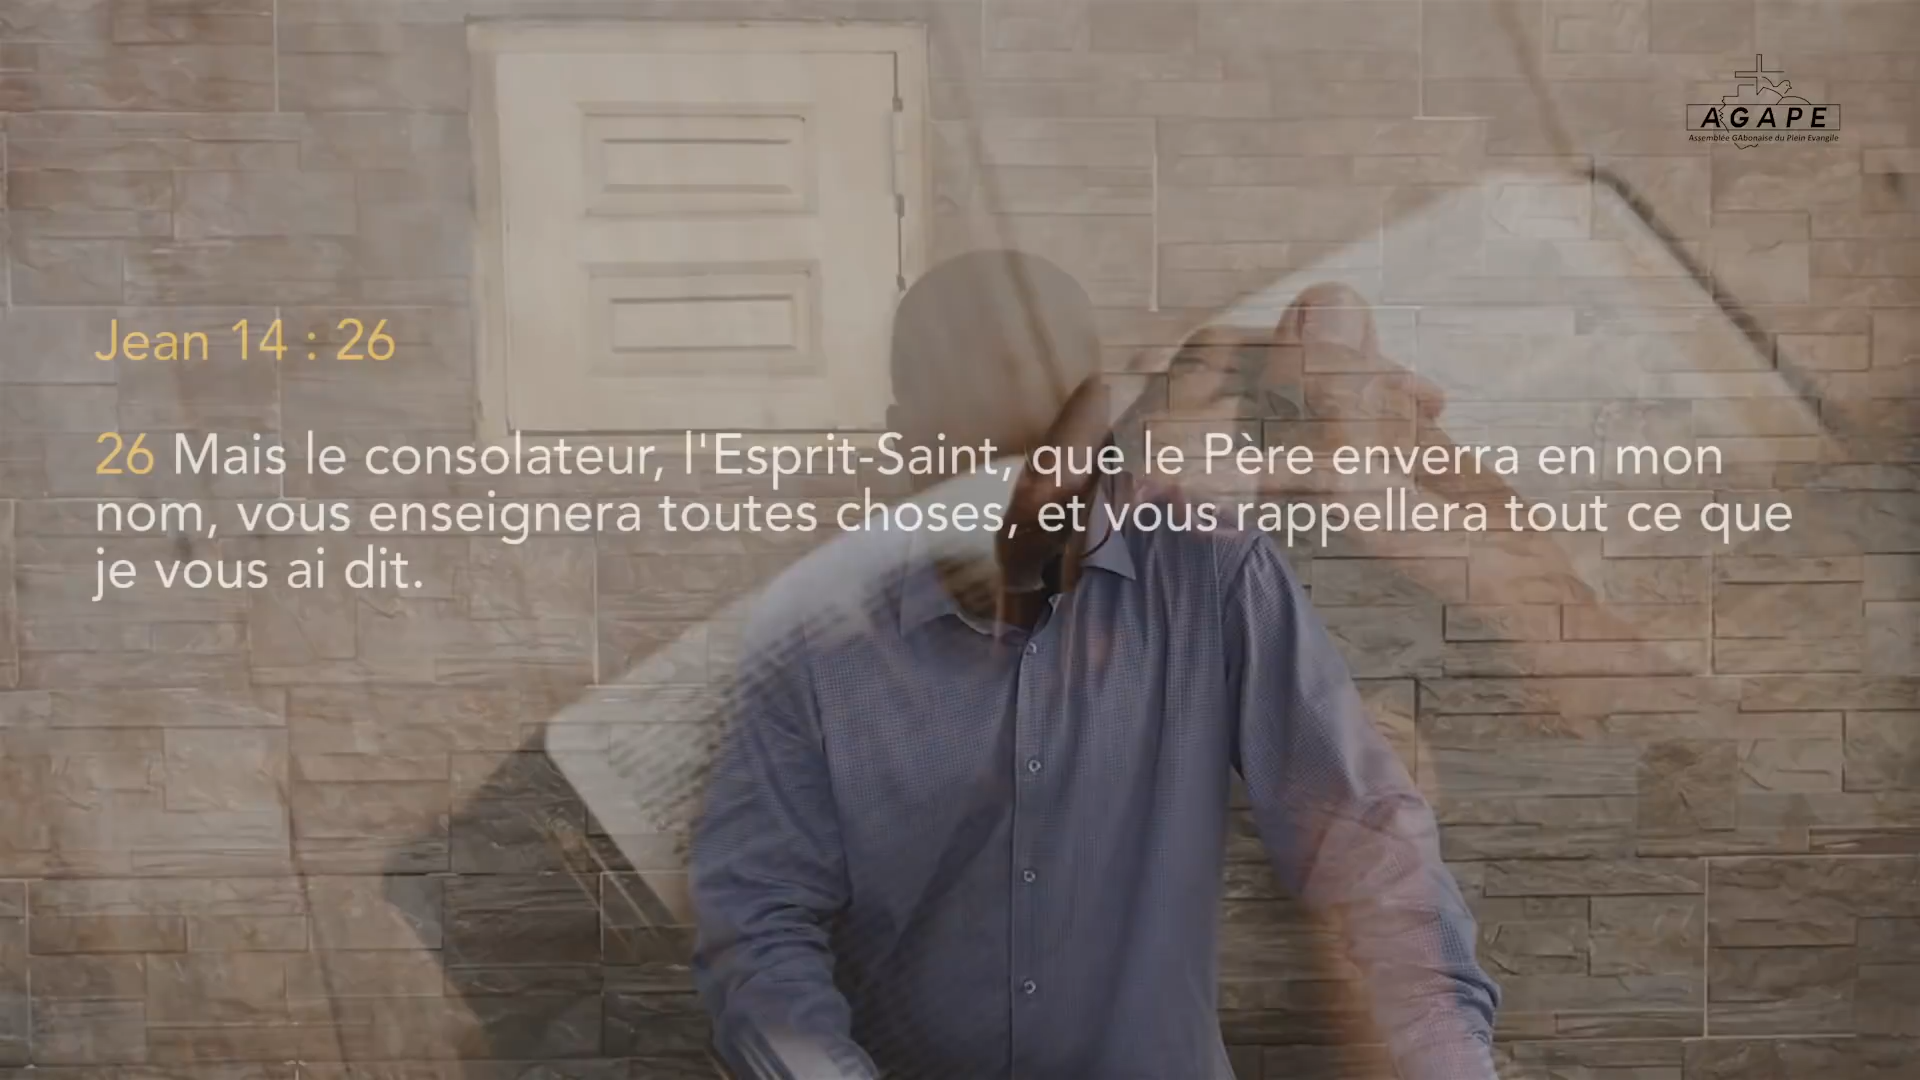 AGAPE
Assemblée GAbonaise du Plein Evangile
Jean 14 : 26
26 Mais le consolateur, l'Esprit-Saint, que le Père enverra en mon
nom, vous enseignera toutes choses, et vous rappellera tout ce que
je vous ai dit.